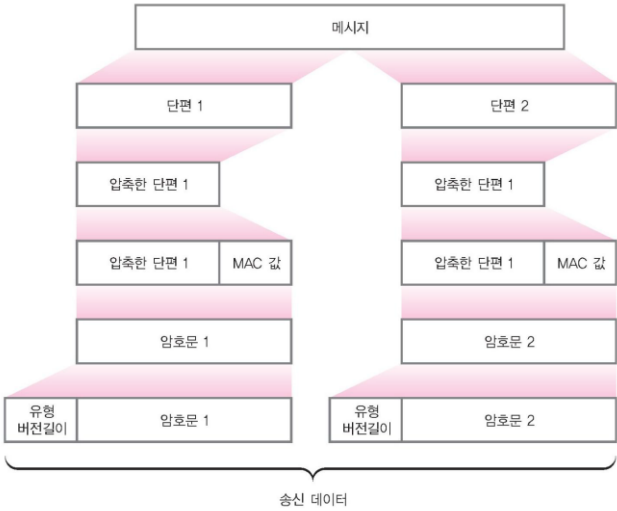 메시지
단편 1
단편 2
압축한 단편 1
압축한 단편 1
압축한 단편 1
MAC 값
압축한 단편 1
MAC 값
암호문 1
암호문 2
유형
버전길이
암호문 1
유형
버전길이
암호문 2
송신 데이터